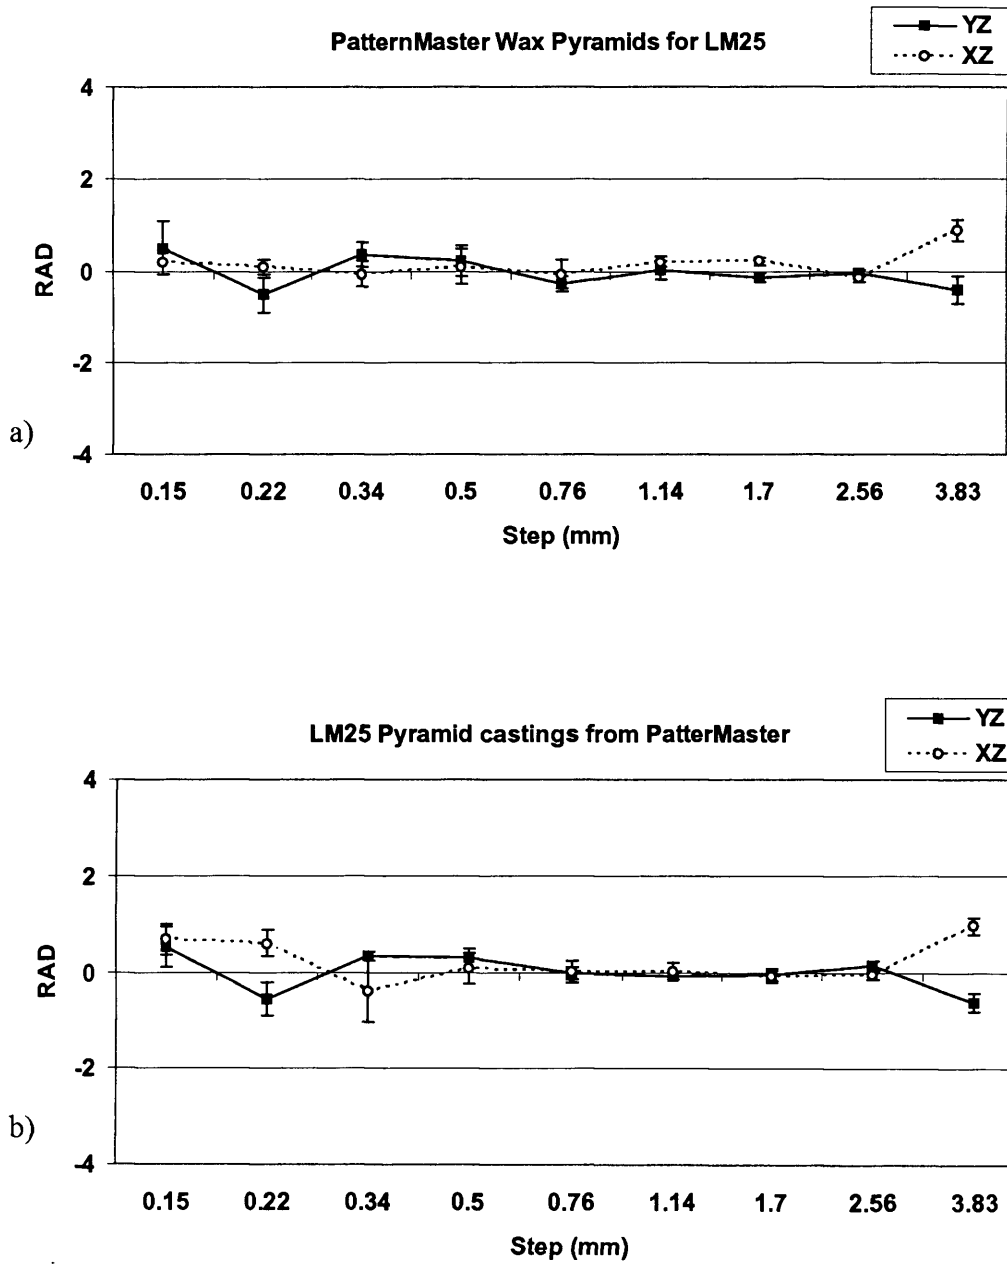 PatternMaster Wax Pyramids for LM25
YZ
XZ
4
2
0
-2
-4
RAD
a)
0.15 0.22 0.34 0.5 0.76 1.14 1.7 2.56 3.83
Step (mm)
LM25 Pyramid castings from PatterMaster
YZ
XZ
4
2
0
-2
-4
RAD
b)
0.15 0.22 0.34 0.5 0.76 1.14 1.7 2.56 3.83
Step (mm)